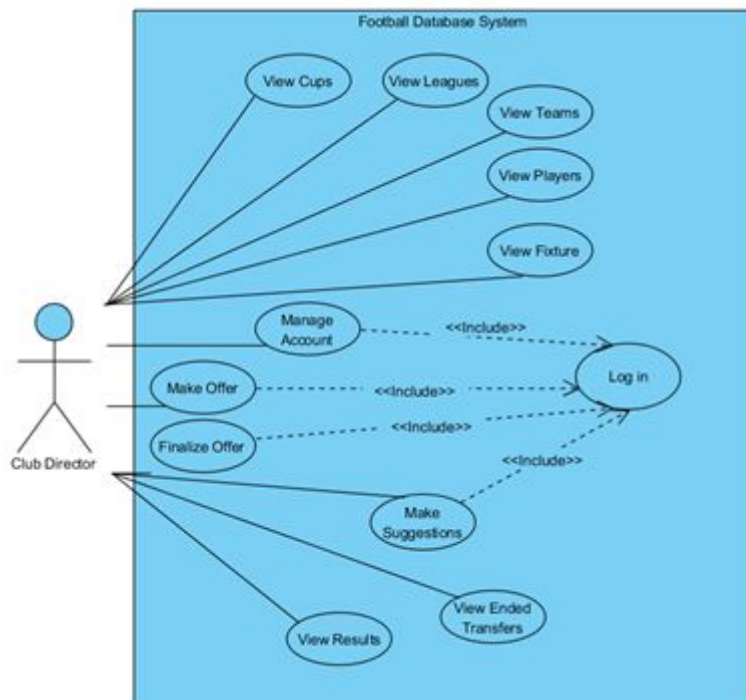 Football Database System
View Cups
View Leagues
View Teams
View Players
View Fixture
Manage
Account
<<Include>>
Log in
Make Offer
<<Include>>
Finalize Offer
<<Include>>
Club Director
<<Include>>
Make
Suggestions
View Ended
Transfers
View Results